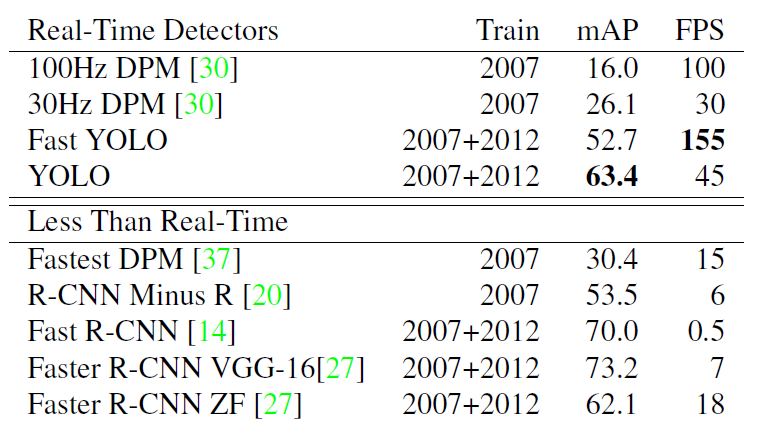 Real-Time Detectors Train mAP FPS
100Hz DPM [30] 2007 16.0 100
30Hz DPM [30] 2007 26.1 30
Fast YOLO 2007+2012 52.7 155
YOLO 2007+2012 63.4 45
Less Than Real-Time
Fastest DPM [37] 2007 30.4 15
R-CNN Minus R [20] 2007 53.5 6
Fast R-CNN [14] 2007+2012 70.0 0.5
Faster R-CNN VGG-16[27] 2007+2012 73.2 7
Faster R-CNN ZF [27] 2007+2012 62.1 18